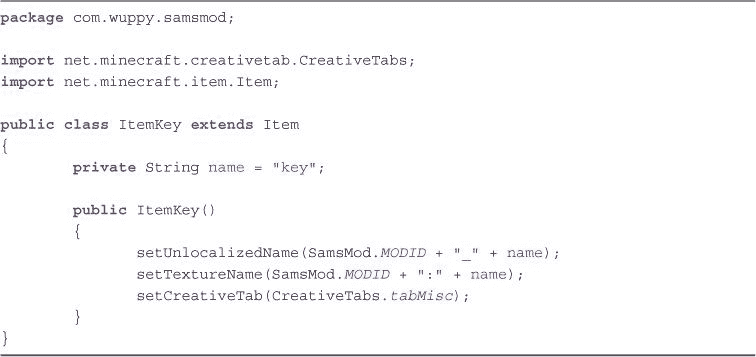 package com.wuppy.samsmod;

import net.minecraft.creativetab.CreativeTabs;
import net.minecraft.item.Item;

public class ItemKey extends Item
{
        private String name = "key";

        public ItemKey()
        {
               setUnlocalizedName(SamsMod.MODID + "_" + name);
               setTextureName(SamsMod.MODID + ":" + name);
               setCreativeTab(CreativeTabs.tabMisc);
        }
}